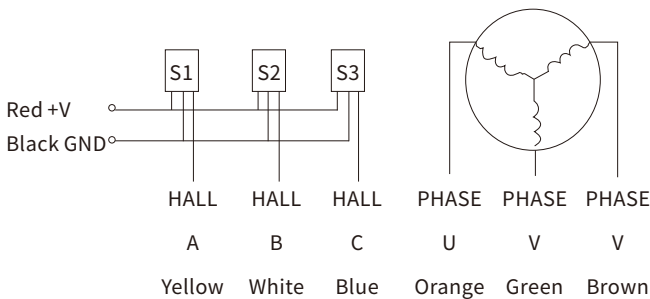 S1 S2 S3
Red +V
Black GND
HALL HALL HALL PHASE PHASE PHASE
A B C U V V
Yellow White Blue Orange Green Brown